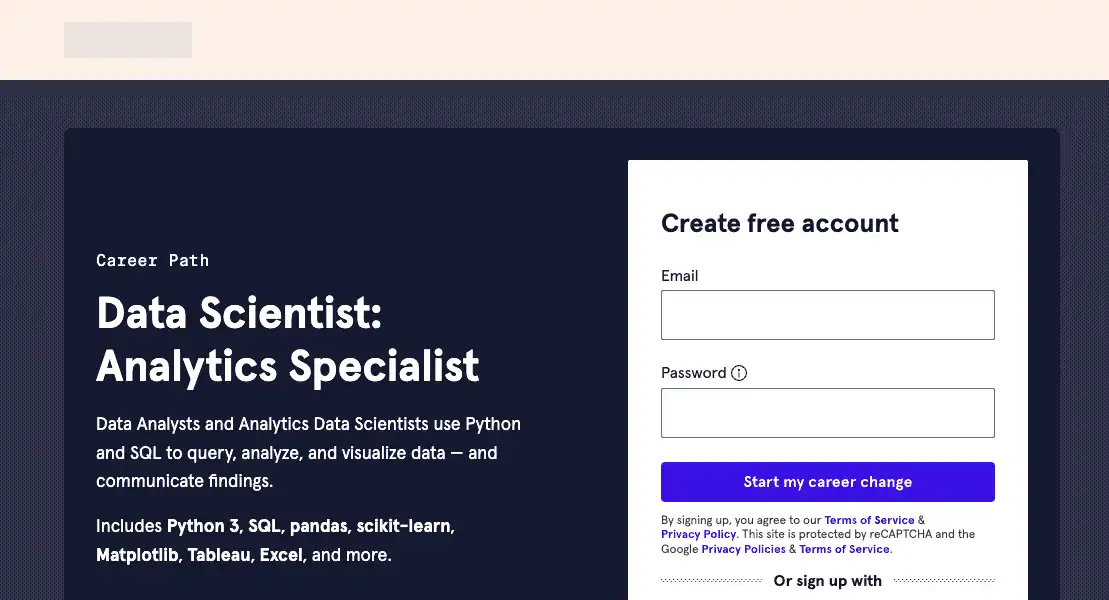 Career Path
Data Scientist:
Analytics Specialist
Data Analysts and Analytics Data Scientists use Python
and SQL to query, analyze, and visualize data — and
communicate findings.
Includes Python 3, SQL, pandas, scikit-learn,
Matplotlib, Tableau, Excel, and more.
Create free account
Email
Password
Start my career change
By signing up, you agree to our Terms of Service &
Privacy Policy. This site is protected by reCAPTCHA and the
Google Privacy Policies & Terms of Service.
Or sign up with